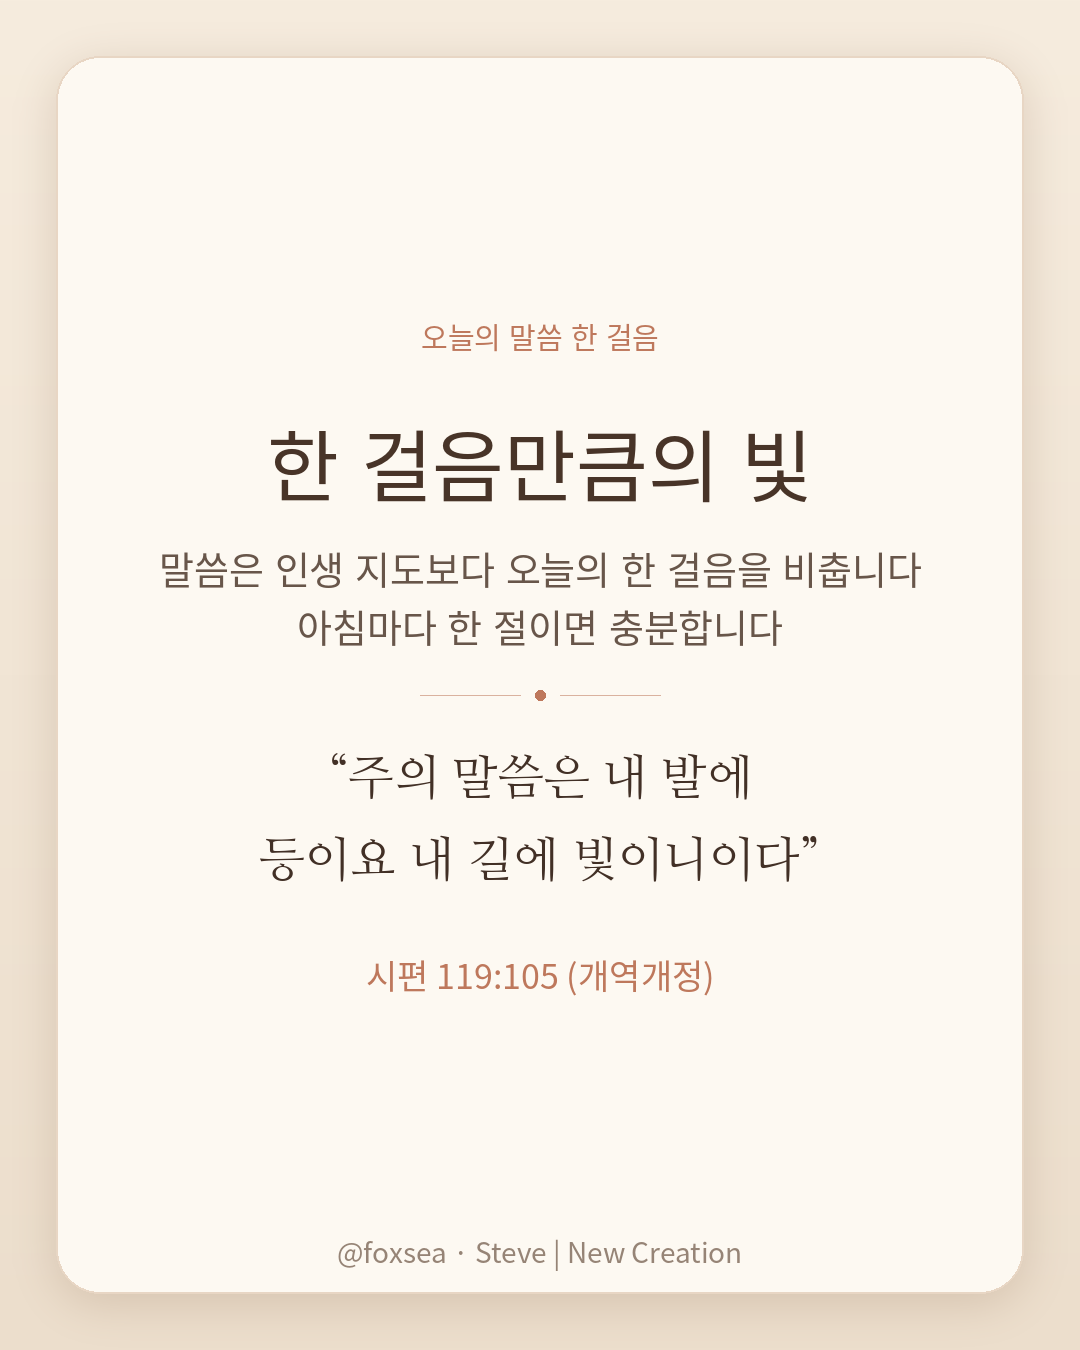 오늘의 말씀 한 걸음
한 걸음만큼의 빛
말씀은 인생 지도보다 오늘의 한 걸음을 비춥니다
아침마다 한 절이면 충분합니다
“주의 말씀은 내 발에
등이요 내 길에 빛이니이다”
시편 119:105 (개역개정)
@foxsea · Steve | New Creation